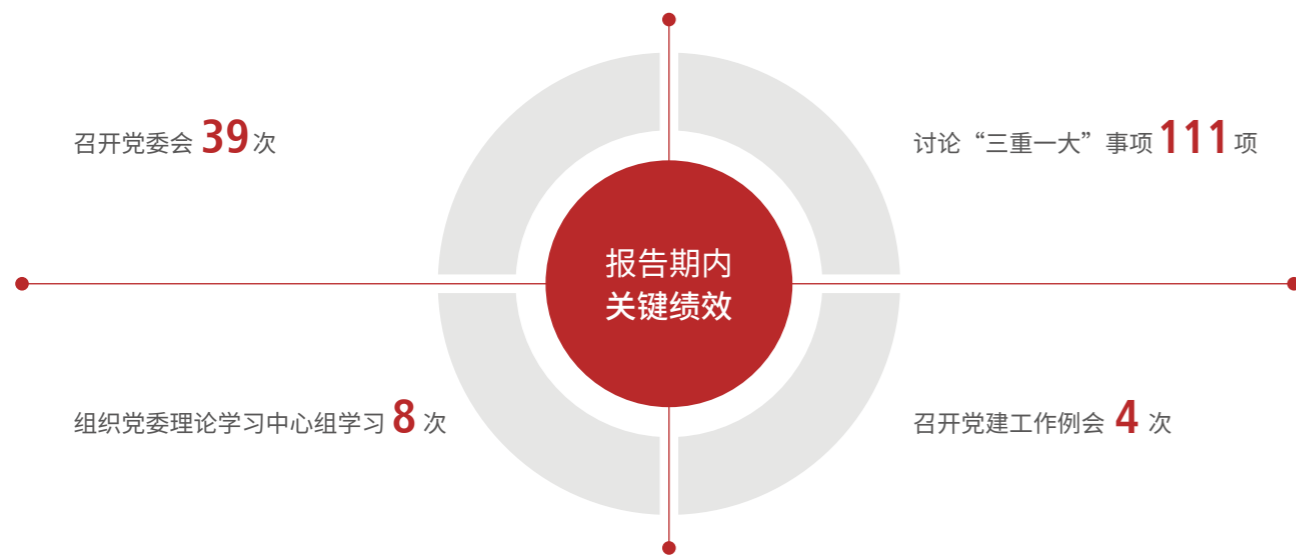 召开党委会 39 次
讨论“三重一大”事项 111 项
报告期内
关键绩效
组织党委理论学习中心组学习 8 次
召开党建工作例会 4 次